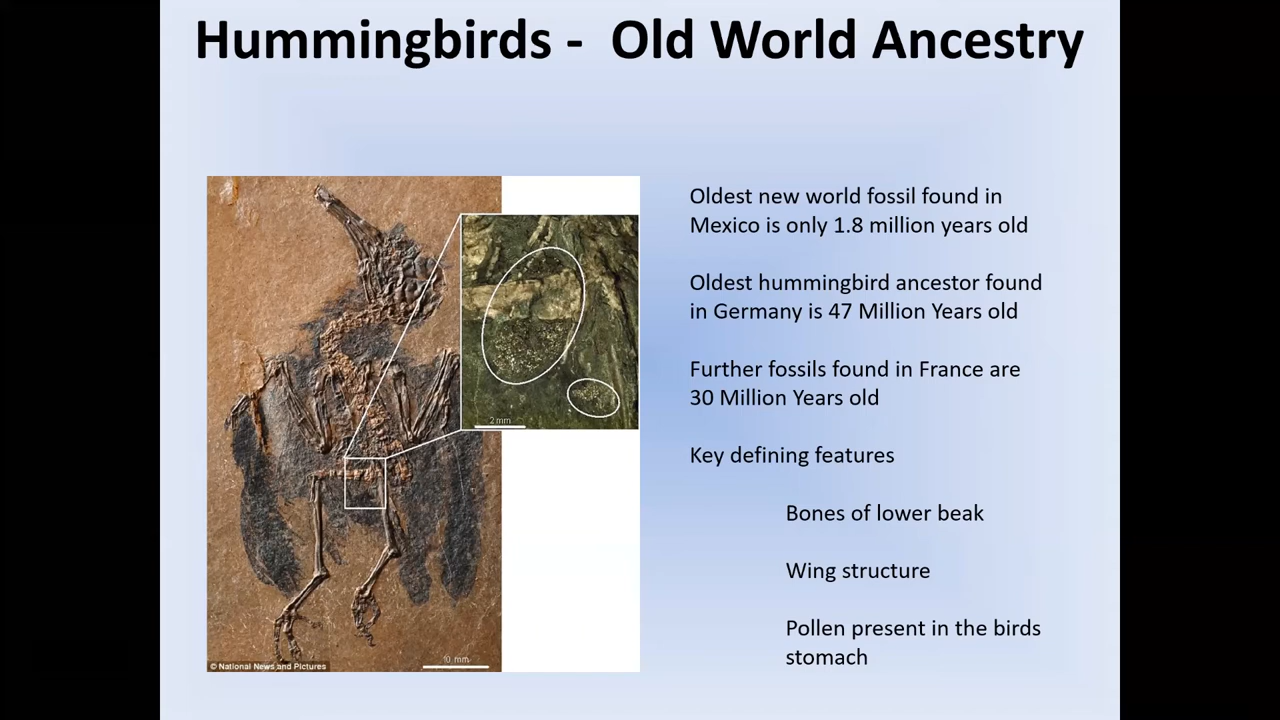 Hummingbirds -  Old World Ancestry
Oldest new world fossil found in
Mexico is only 1.8 million years old
Oldest hummingbird ancestor found
in Germany is 47 Million Years old
Further fossils found in France are
30 Million Years old
Key defining features
Bones of lower beak
Wing structure
Pollen present in the birds
stomach
2 mm
10 mm
© National News and Pictures